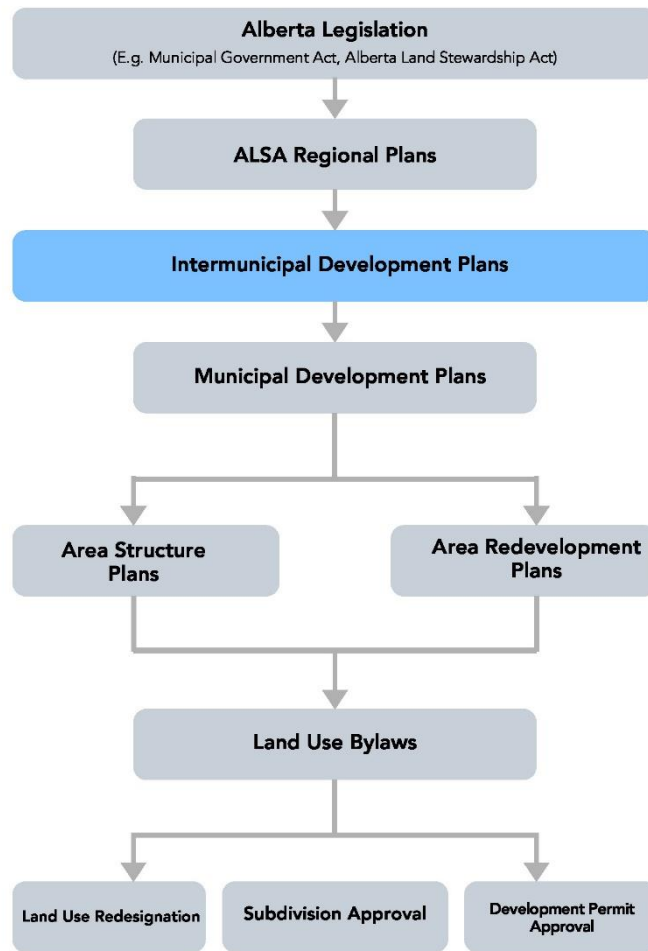 Alberta Legislation
(E.g. Municipal Government Act, Alberta Land Stewardship Act)
ALSA Regional Plans
Intermunicipal Development Plans
Municipal Development Plans
Area Structure
Plans
Area Redevelopment
Plans
Land Use Bylaws
Land Use Redesignation
Subdivision Approval
Development Permit
Approval